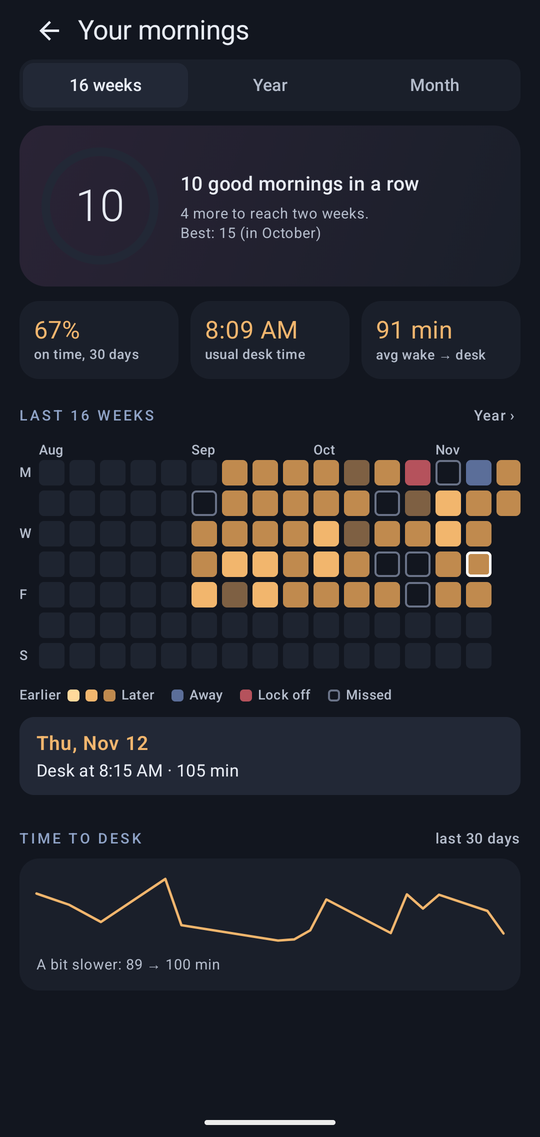 Your mornings
16 weeks Year Month
10
10 good mornings in a row
4 more to reach two weeks.
Best: 15 (in October)
67%
on time, 30 days
8:09 AM
usual desk time
91 min
avg wake → desk
LAST 16 WEEKS
Year ›
Aug Sep Oct Nov
M
W
F
S
Earlier Later Away Lock off Missed
Thu, Nov 12
Desk at 8:15 AM · 105 min
TIME TO DESK
last 30 days
A bit slower: 89 → 100 min